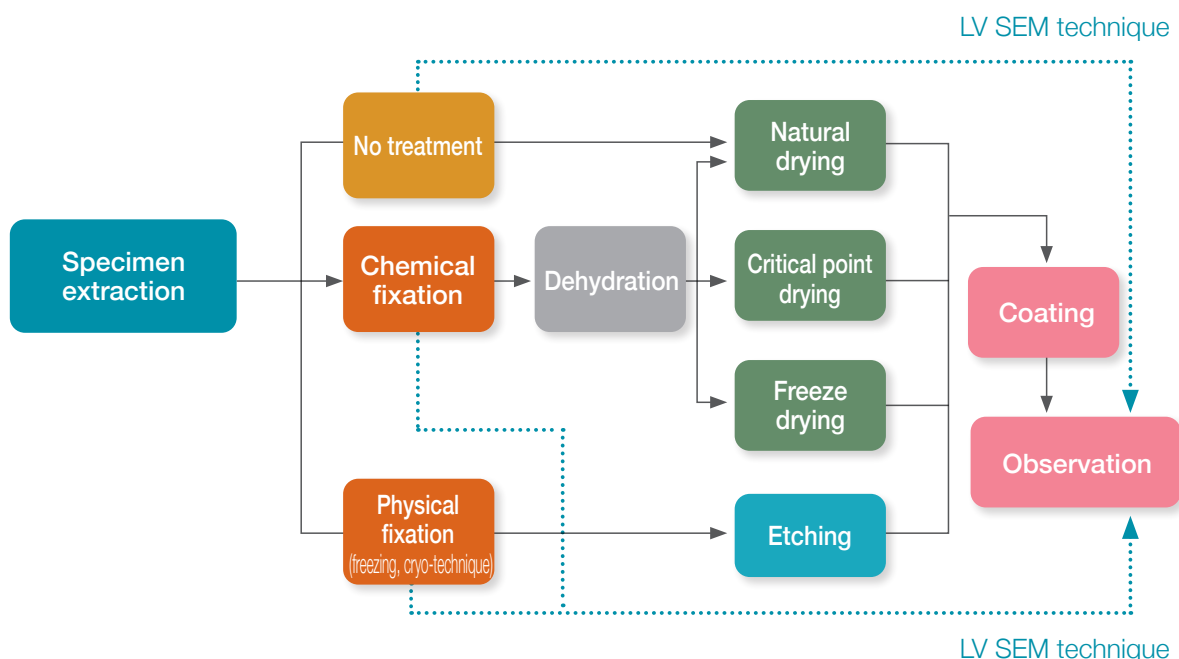 LV SEM technique
No treatment
Natural
drying
Specimen
extraction
Chemical
fixation
Dehydration
Critical point
drying
Coating
Freeze
drying
Observation
Physical
fixation
(freezing, cryo-technique)
Etching
LV SEM technique